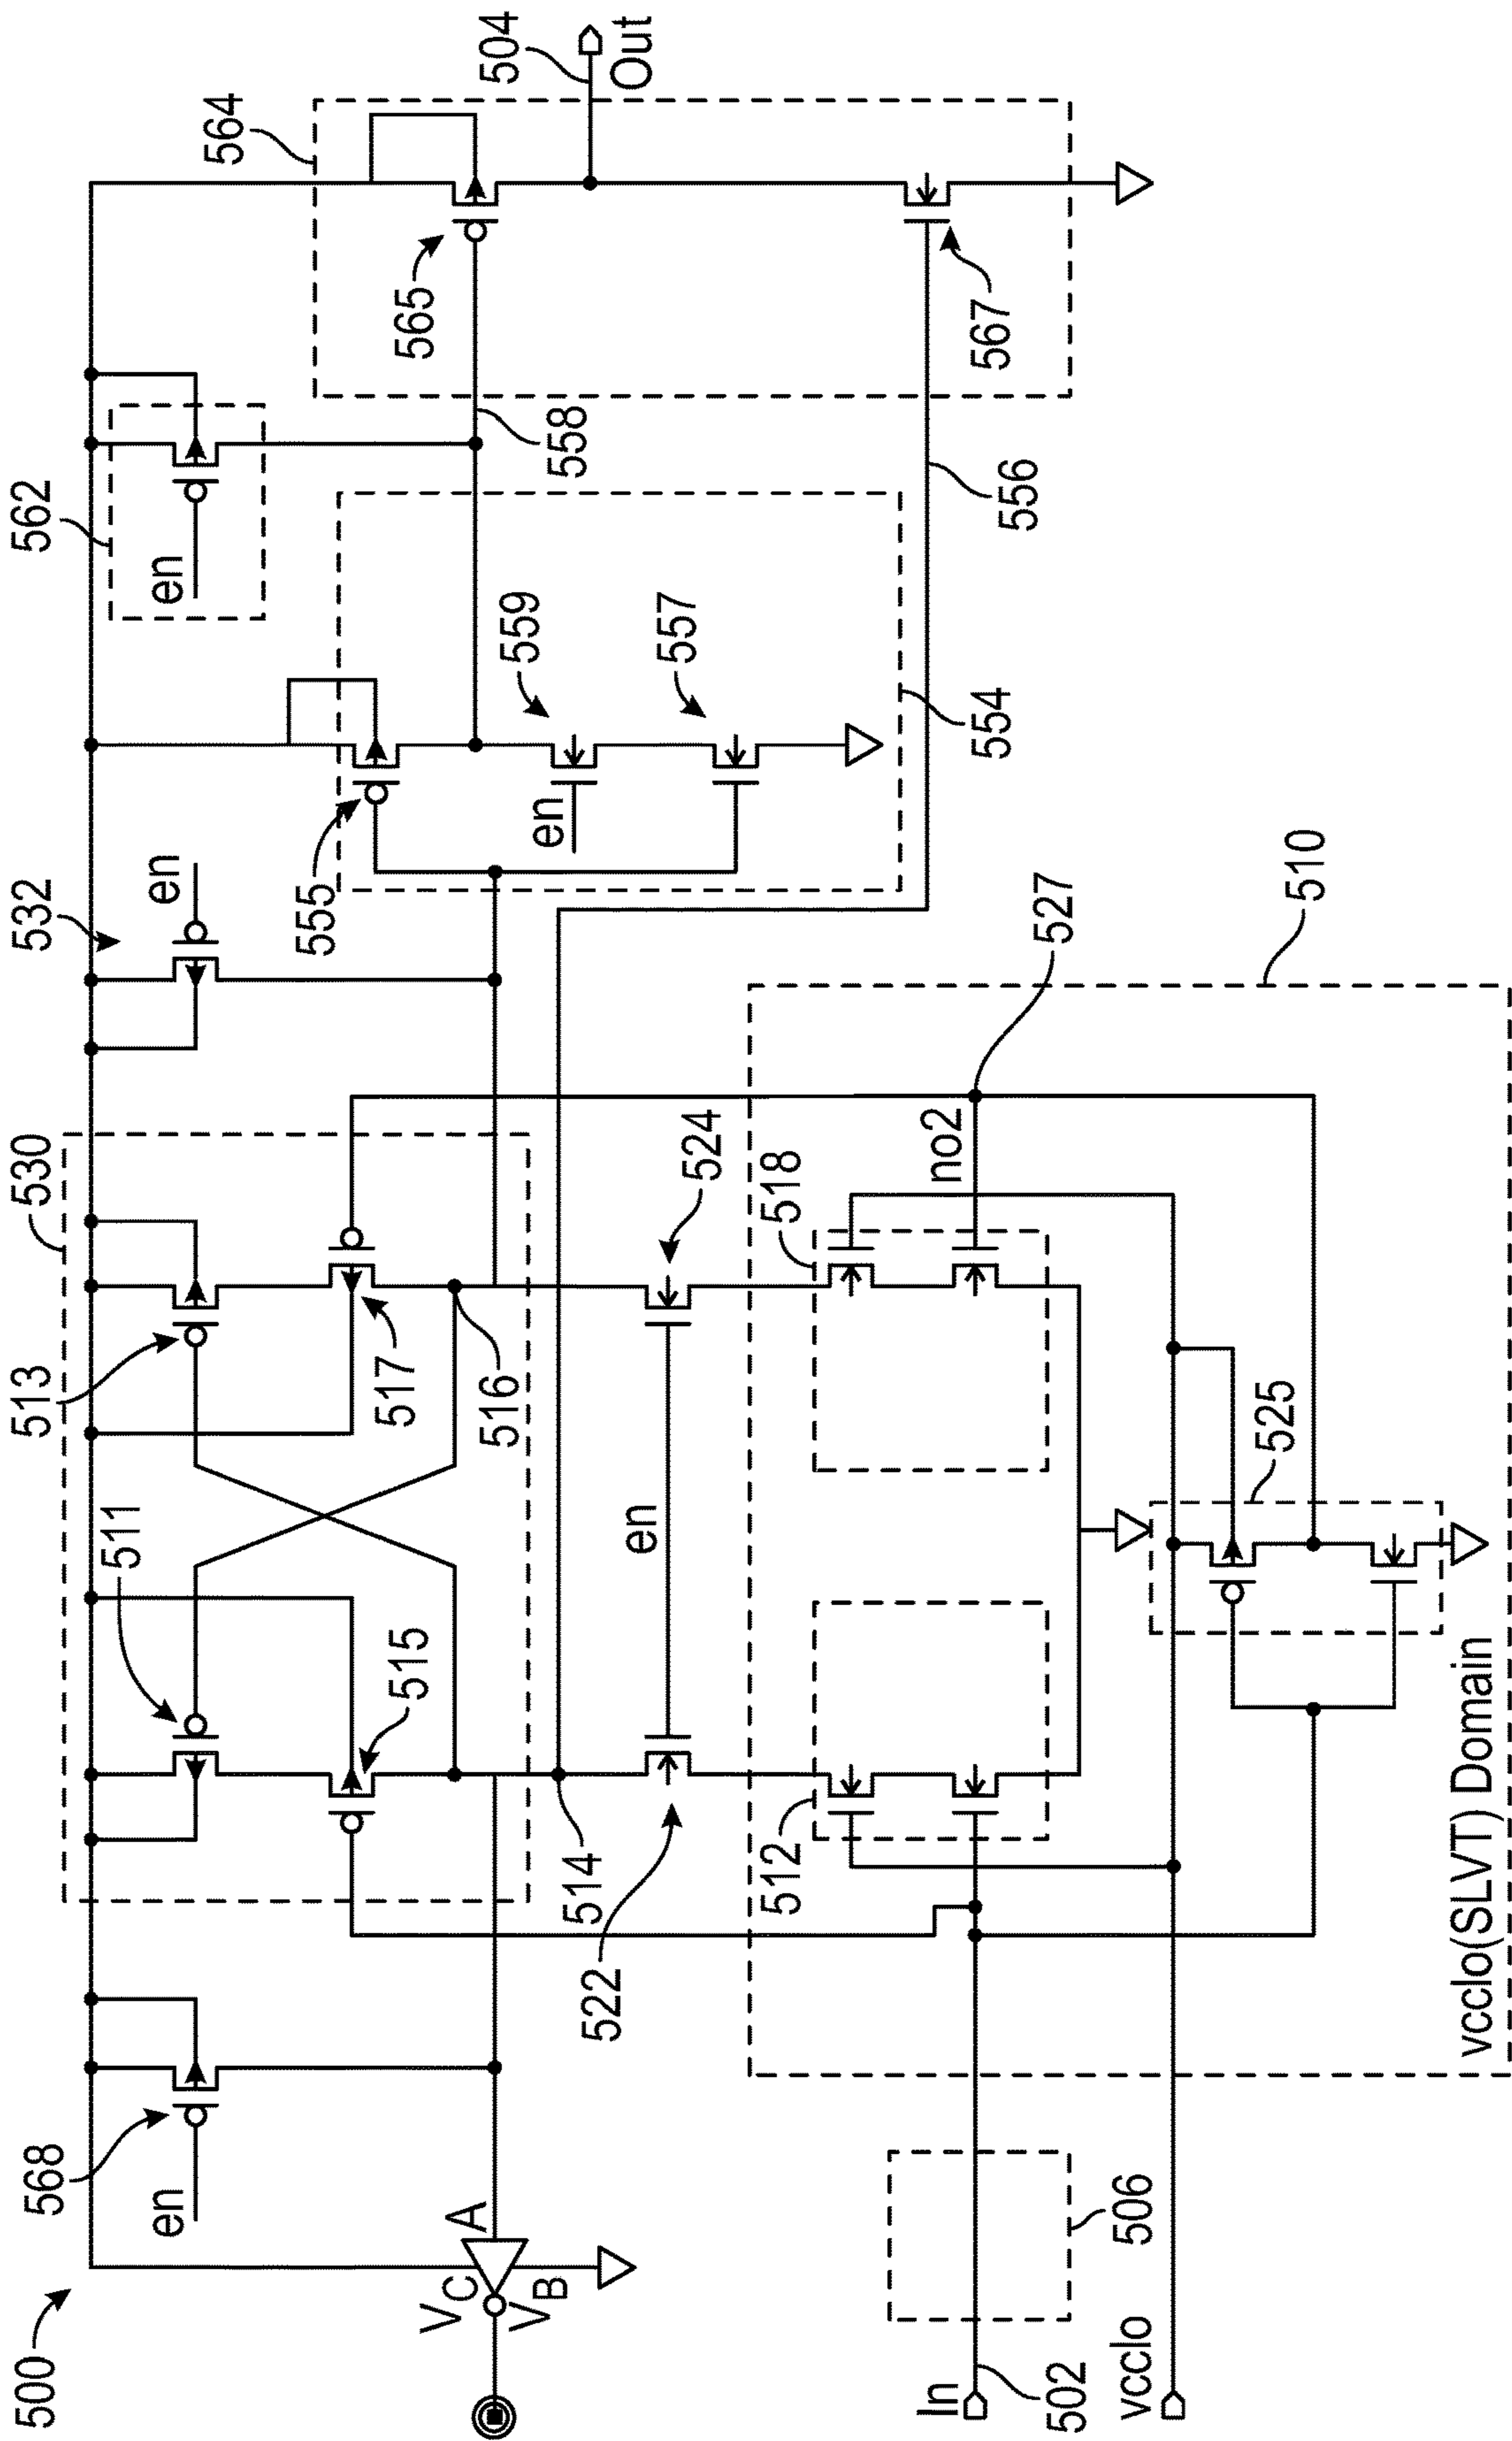 500
568
en
511
513
530
532
en
562
en
564
504
Out
565
558
567
556
555
559
557
en
554
515
517
516
A
V
C
V
B
514
522
en
524
518
no2
527
510
512
525
In
502
506
vcclo
vcclo(SLVT) Domain